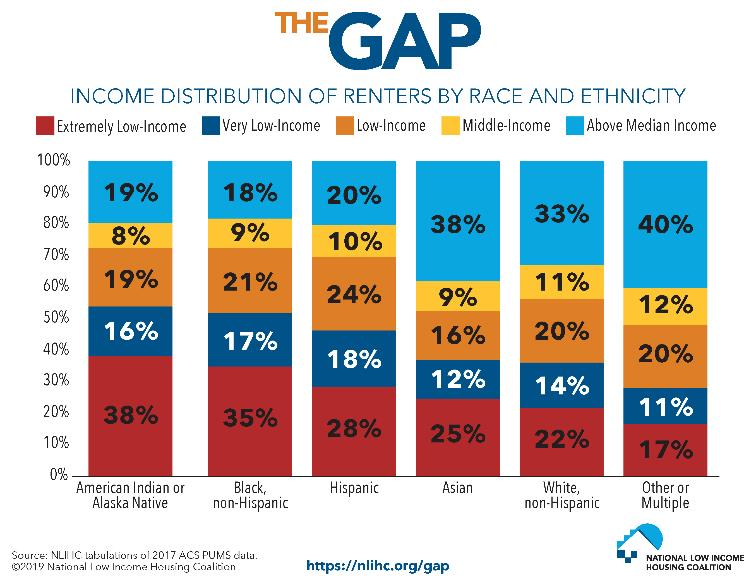 THE GAP
INCOME DISTRIBUTION OF RENTERS BY RACE AND ETHNICITY
Extremely Low-Income Very Low-Income Low-Income Middle-Income Above Median Income
100%
90%
80%
70%
60%
50%
40%
30%
20%
10%
0%
19% 18% 20% 38% 33% 40%
8% 9% 10% 9% 11% 12%
19% 21% 24% 16% 20% 20%
16% 17% 18% 12% 14% 11%
38% 35% 28% 25% 22% 17%
American Indian or Black, Hispanic Asian White, Other or
Alaska Native non-Hispanic non-Hispanic Multiple
Source: NLIHC tabulations of 2017 ACS PUMS data.
©2019 National Low Income Housing Coalition
https://nlihc.org/gap
NATIONAL LOW INCOME
HOUSING COALITION